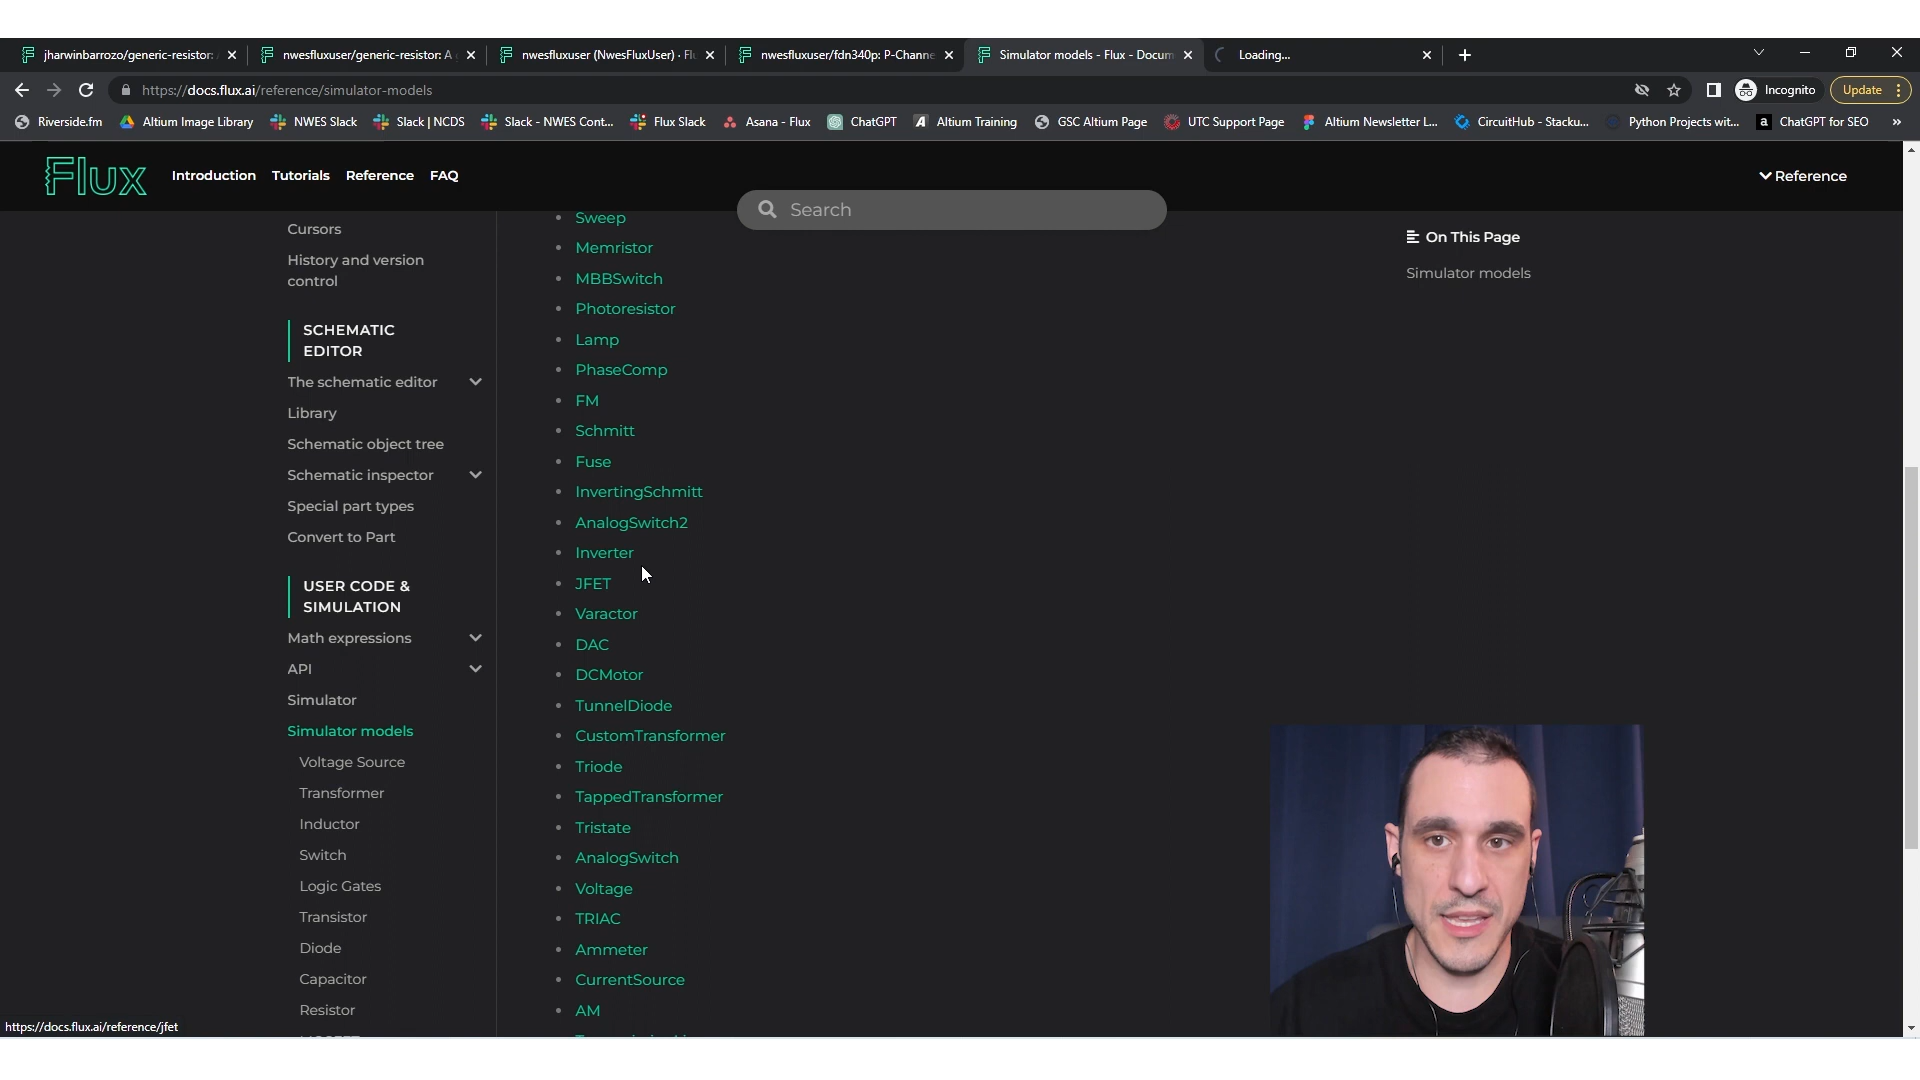 jharwinbarrozo/generic-resistor:
nwesfluxuser/generic-resistor: A
nwesfluxuser (NwesFluxUser) · Fl
nwesfluxuser/fdn340p: P-Channe
Simulator models - Flux - Docum
Loading...
https://docs.flux.ai/reference/simulator-models
Incognito
Update
Riverside.fm
Altium Image Library
NWES Slack
Slack | NCDS
Slack - NWES Cont...
Flux Slack
Asana - Flux
ChatGPT
Altium Training
GSC Altium Page
UTC Support Page
Altium Newsletter L...
CircuitHub - Stacku...
Python Projects wit...
ChatGPT for SEO
»
Flux
Introduction
Tutorials
Reference
FAQ
Reference
Search
Cursors
History and version
control
SCHEMATIC
EDITOR
The schematic editor
Library
Schematic object tree
Schematic inspector
Special part types
Convert to Part
USER CODE &
SIMULATION
Math expressions
API
Simulator
Simulator models
Voltage Source
Transformer
Inductor
Switch
Logic Gates
Transistor
Diode
Capacitor
Resistor
Sweep
Memristor
MBBSwitch
Photoresistor
Lamp
PhaseComp
FM
Schmitt
Fuse
InvertingSchmitt
AnalogSwitch2
Inverter
JFET
Varactor
DAC
DCMotor
TunnelDiode
CustomTransformer
Triode
TappedTransformer
Tristate
AnalogSwitch
Voltage
TRIAC
Ammeter
CurrentSource
AM
On This Page
Simulator models
https://docs.flux.ai/reference/jfet